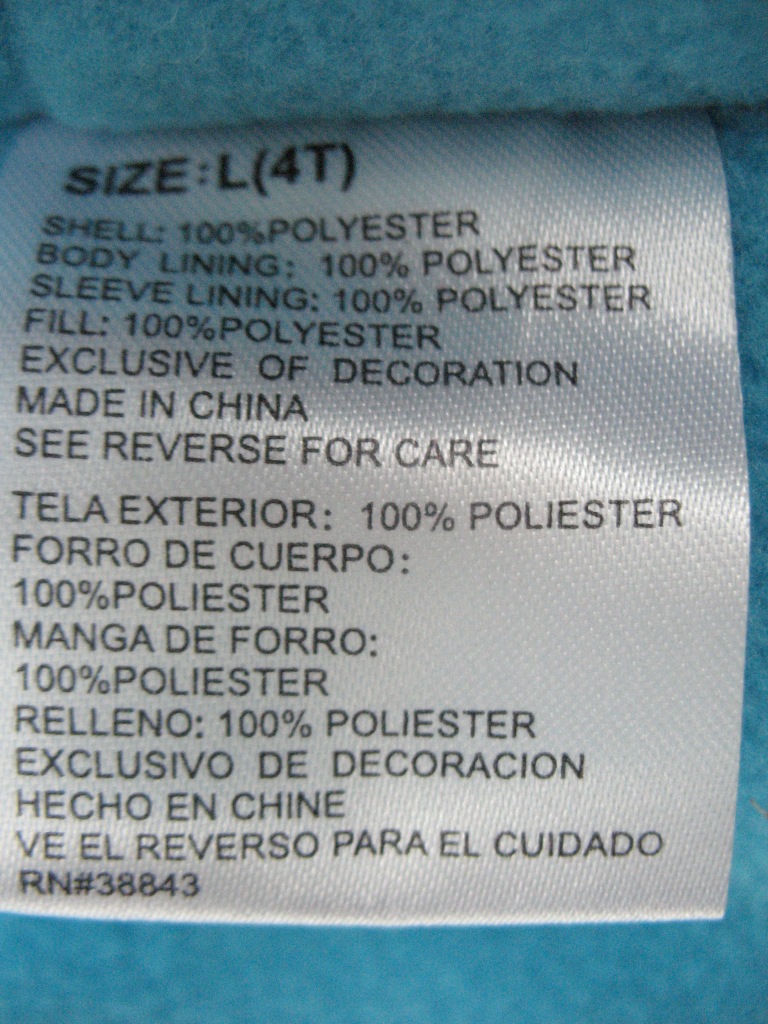 SIZE:L(4T)
SHELL: 100%POLYESTER
BODY LINING: 100% POLYESTER
SLEEVE LINING: 100% POLYESTER
FILL: 100%POLYESTER
EXCLUSIVE OF DECORATION
MADE IN CHINA
SEE REVERSE FOR CARE
TELA EXTERIOR: 100% POLIESTER
FORRO DE CUERPO:
100%POLIESTER
MANGA DE FORRO:
100%POLIESTER
RELLENO: 100% POLIESTER
EXCLUSIVO DE DECORACION
HECHO EN CHINE
VE EL REVERSO PARA EL CUIDADO
RN#38843